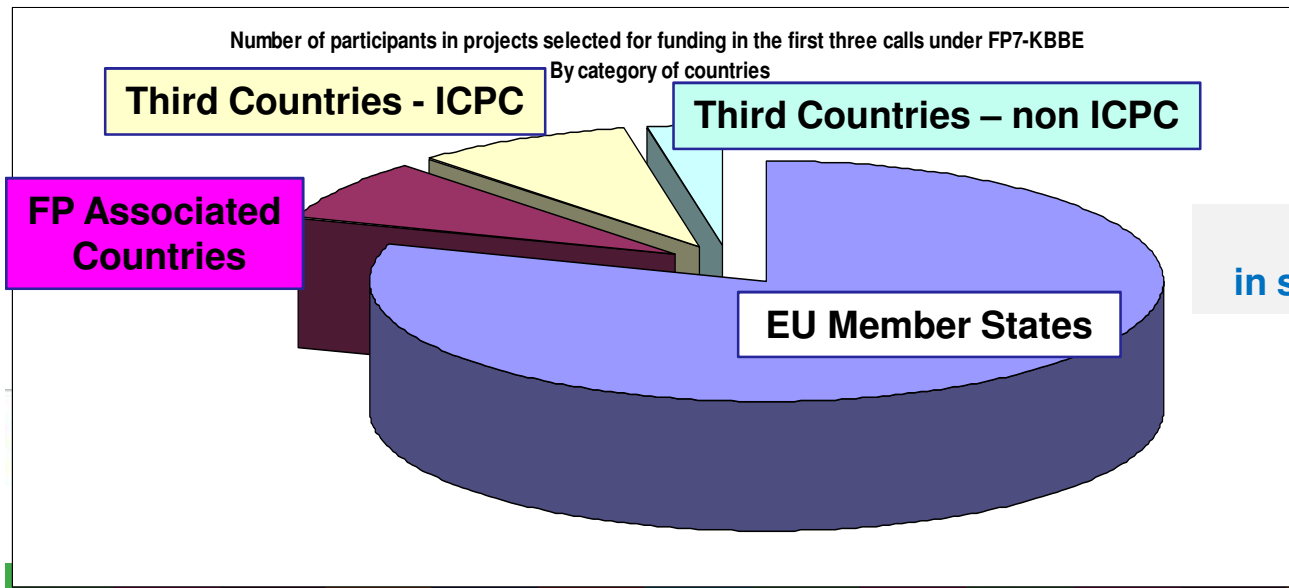 Number of participants in projects selected for funding in the first three calls under FP7-KBBE
By category of countries
Third Countries - ICPC
Third Countries – non ICPC
FP Associated
Countries
in s
EU Member States